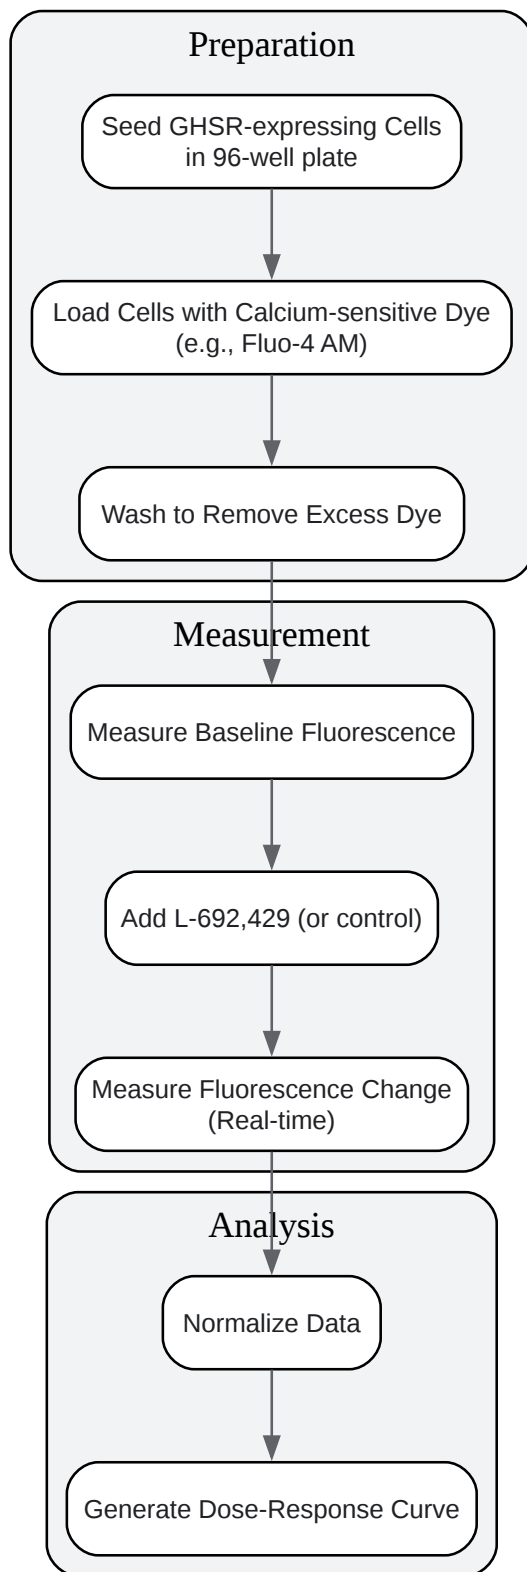 Preparation
Seed GHSR-expressing Cells
in 96-well plate
Load Cells with Calcium-sensitive Dye
(e.g., Fluo-4 AM)
Wash to Remove Excess Dye
Measurement
Measure Baseline Fluorescence
Add L-692,429 (or control)
Measure Fluorescence Change
(Real-time)
Analysis
Normalize Data
Generate Dose-Response Curve